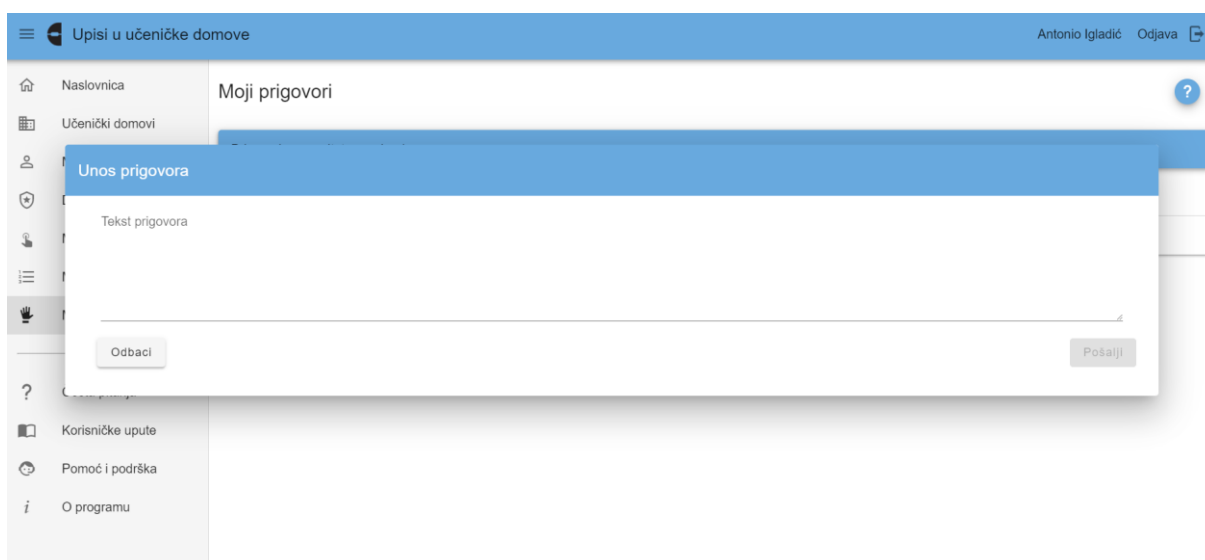 Upisi u učeničke domove
Antonio Igladić Odjava
Naslovnica
Moji prigovori
?
Učenički domovi
Unos prigovora
Tekst prigovora
Odbaci
Pošalji
?
Korisničke upute
Pomoć i podrška
i
O programu